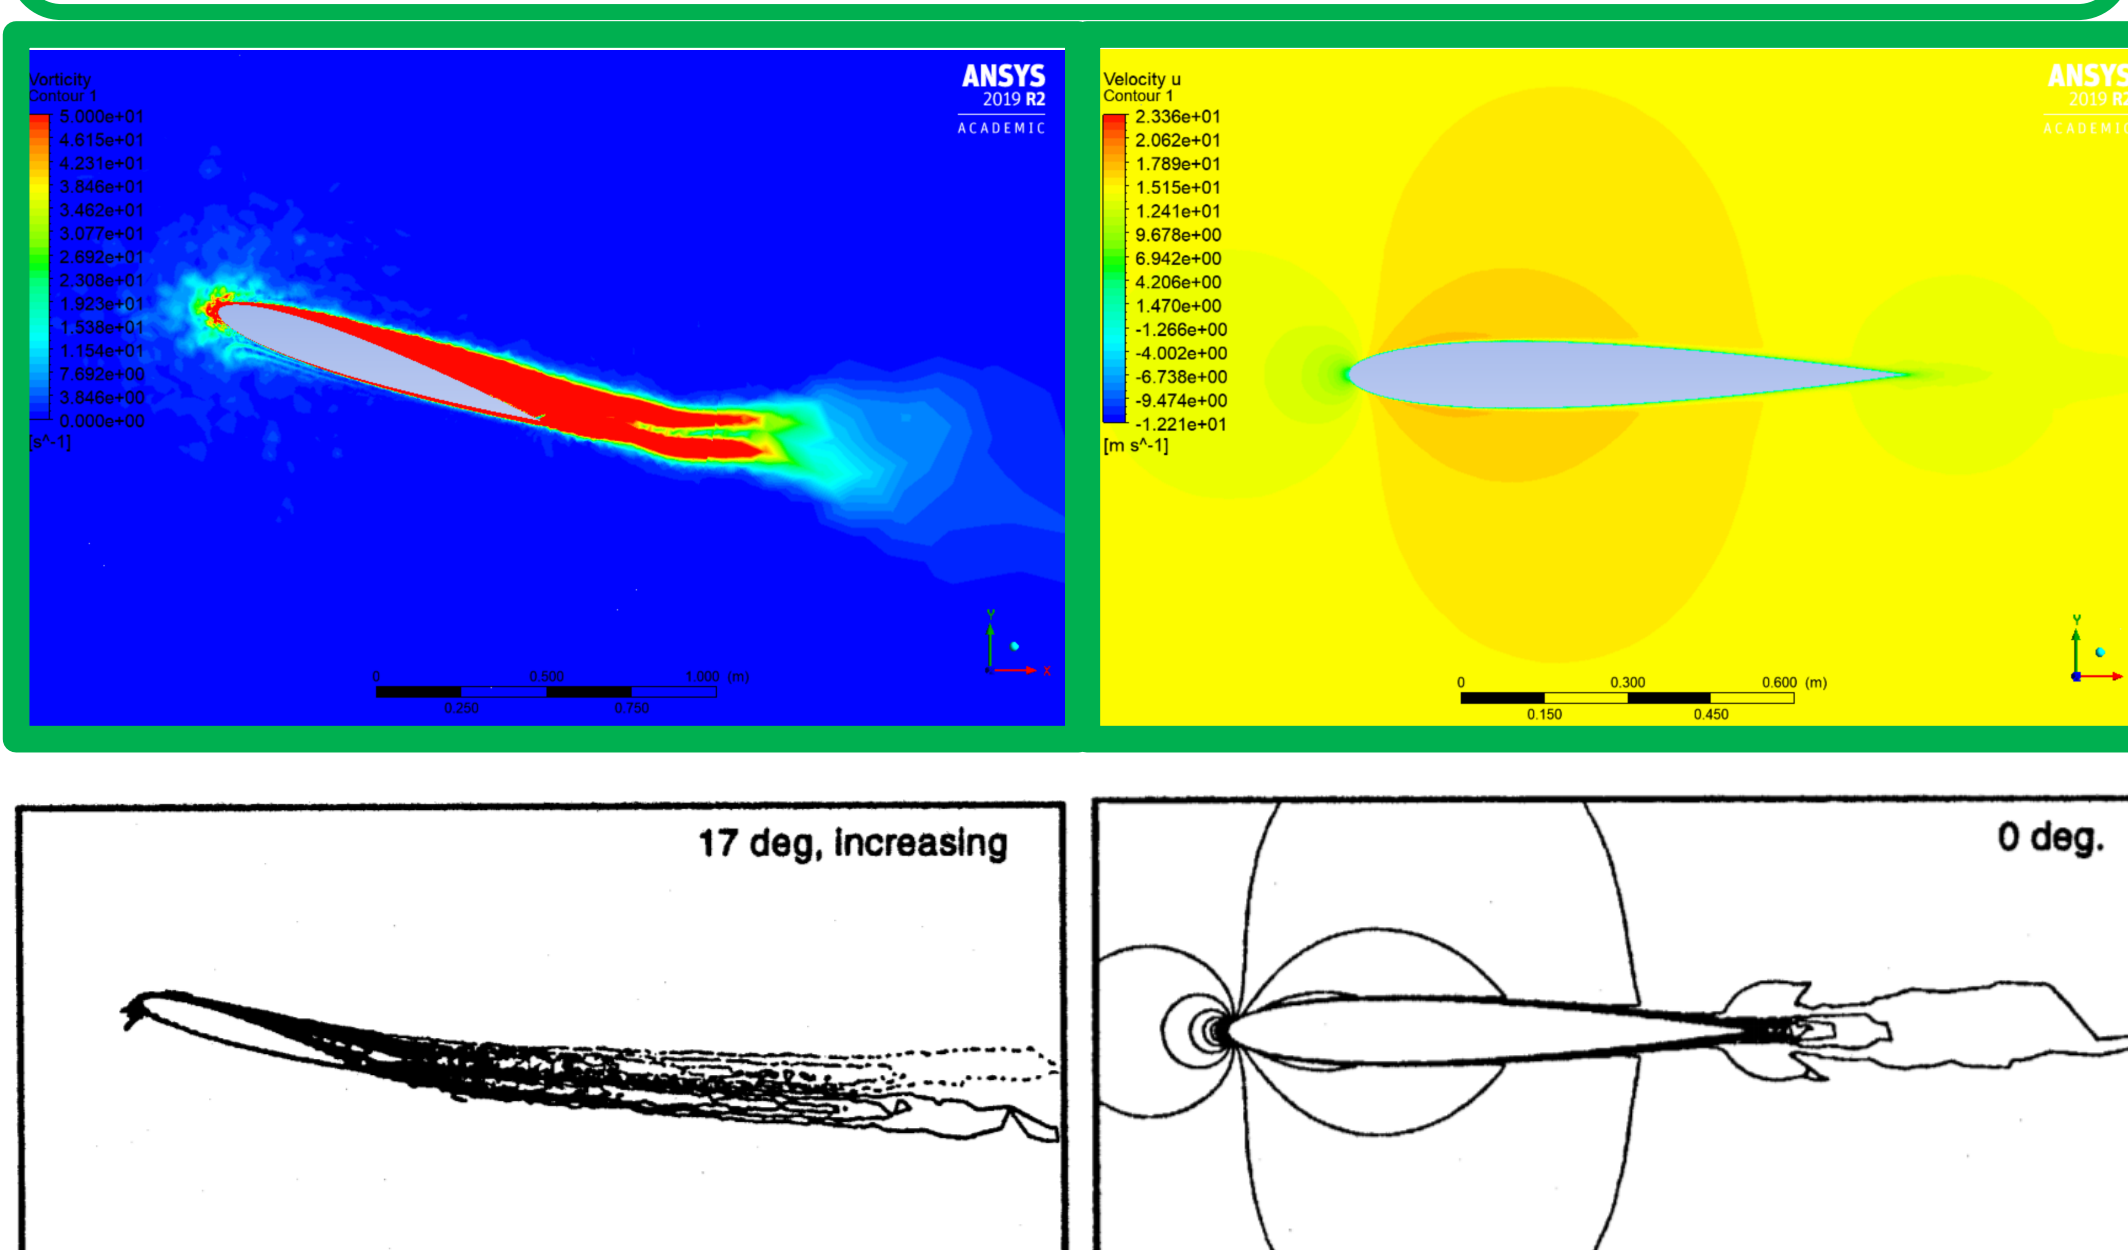 Vorticity
Contour 1
5.000e+01
4.615e+01
4.231e+01
3.846e+01
3.462e+01
3.077e+01
2.692e+01
2.308e+01
1.923e+01
1.538e+01
1.154e+01
7.692e+00
3.846e+00
0.000e+00
[s^-1]
ANSYS
2019 R2
ACADEMIC
Y
X
0 0.500 1.000 (m)
0.250 0.750
Velocity u
Contour 1
2.336e+01
2.062e+01
1.789e+01
1.515e+01
1.241e+01
9.678e+00
6.942e+00
4.206e+00
1.470e+00
-1.266e+00
-4.002e+00
-6.738e+00
-9.474e+00
-1.221e+01
[m s^-1]
ANSYS
2019 R2
ACADEMIC
Y
0 0.300 0.600 (m)
0.150 0.450
17 deg, increasing
0 deg.